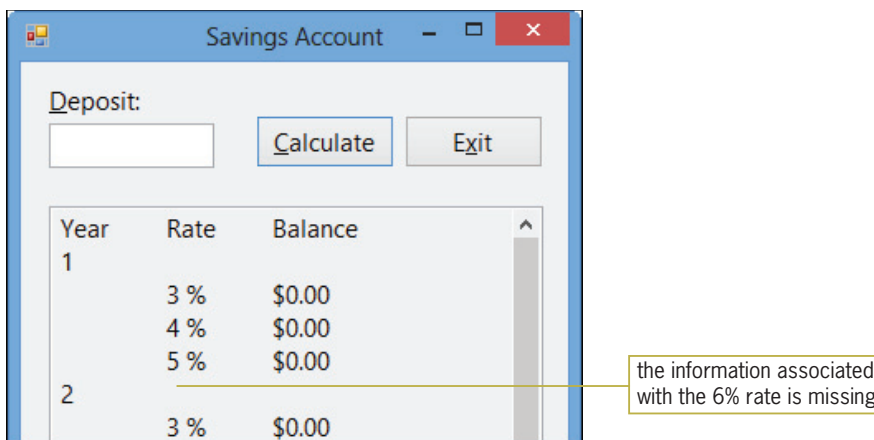 Savings Account
Deposit:
Calculate
Exit
Year Rate Balance
1
3 % $0.00
4 % $0.00
5 % $0.00
2
3 % $0.00
the information associated
with the 6% rate is missing